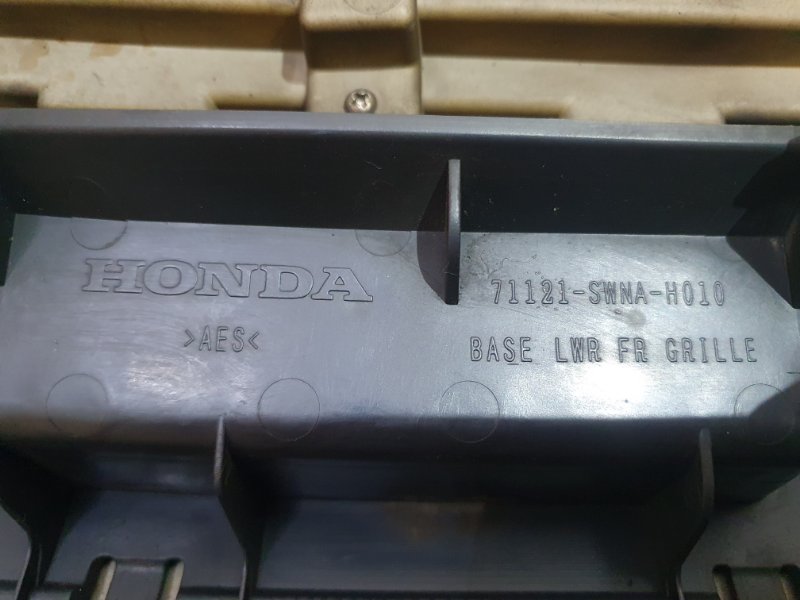 HONDA
71121-SWNA-H010
>AES<
BASE LWR FR GRILLE